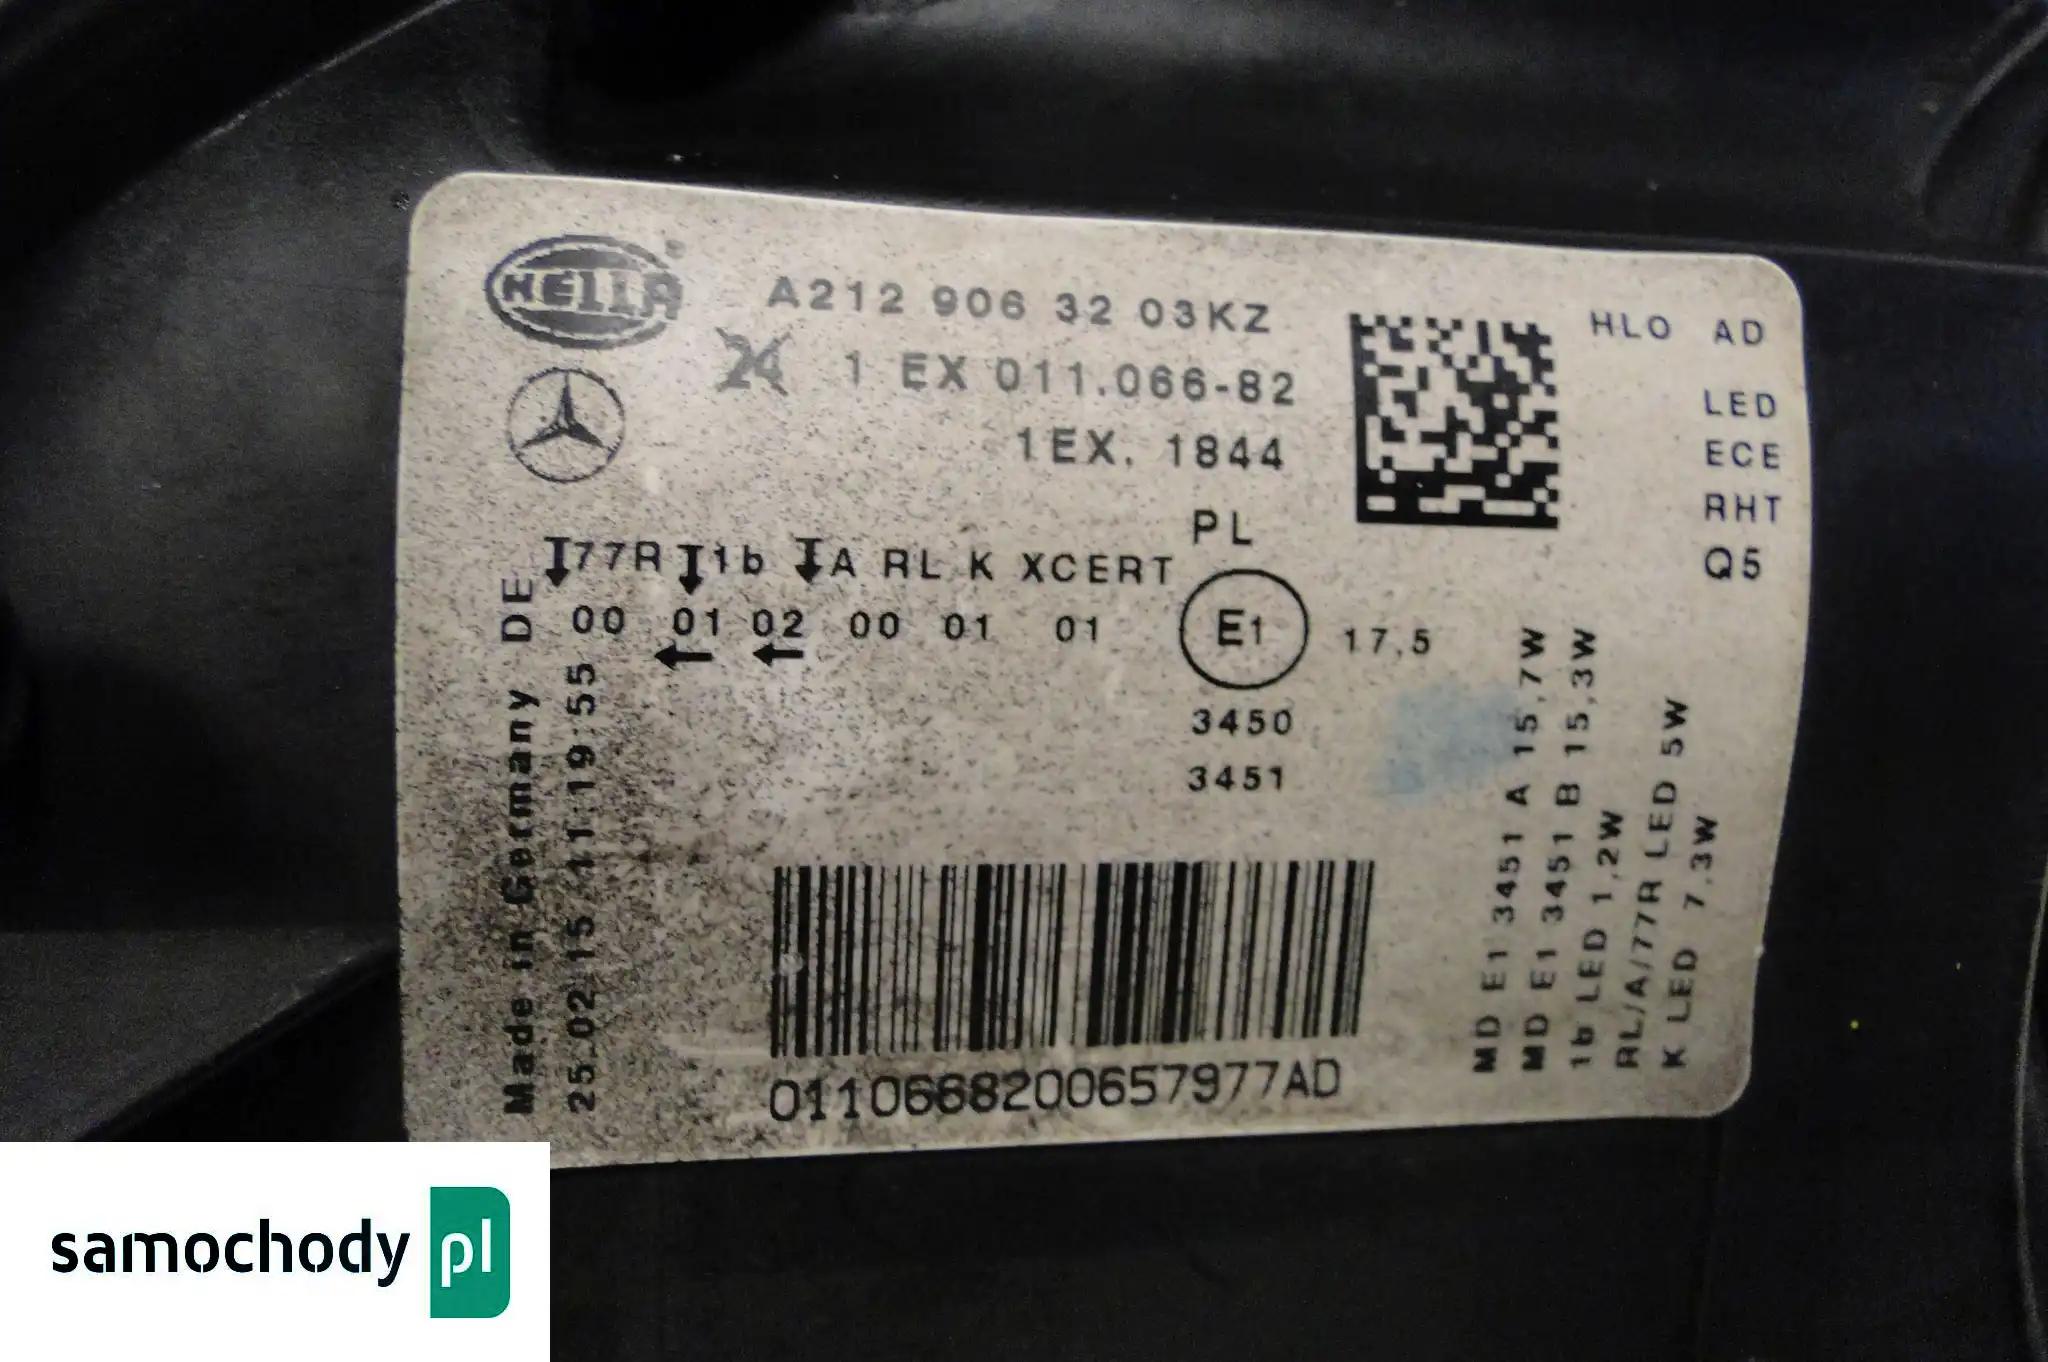 HELLA
A212 906 32 03KZ
24 1 EX 011.066-82
1EX. 1844
HLO AD
LED
ECE
RHT
Q5
PL
77R 1b A RL K XCERT
00 01 02 00 01 01
E1
17,5
3450
3451
Made in Germany DE
25.02.15 11:19:55
MD E1 3451 A 15,7W
MD E1 3451 B 15,3W
1b LED 1,2W
RL/A/77R LED 5W
K LED 7,3W
0110668200657977AD
samochody pl